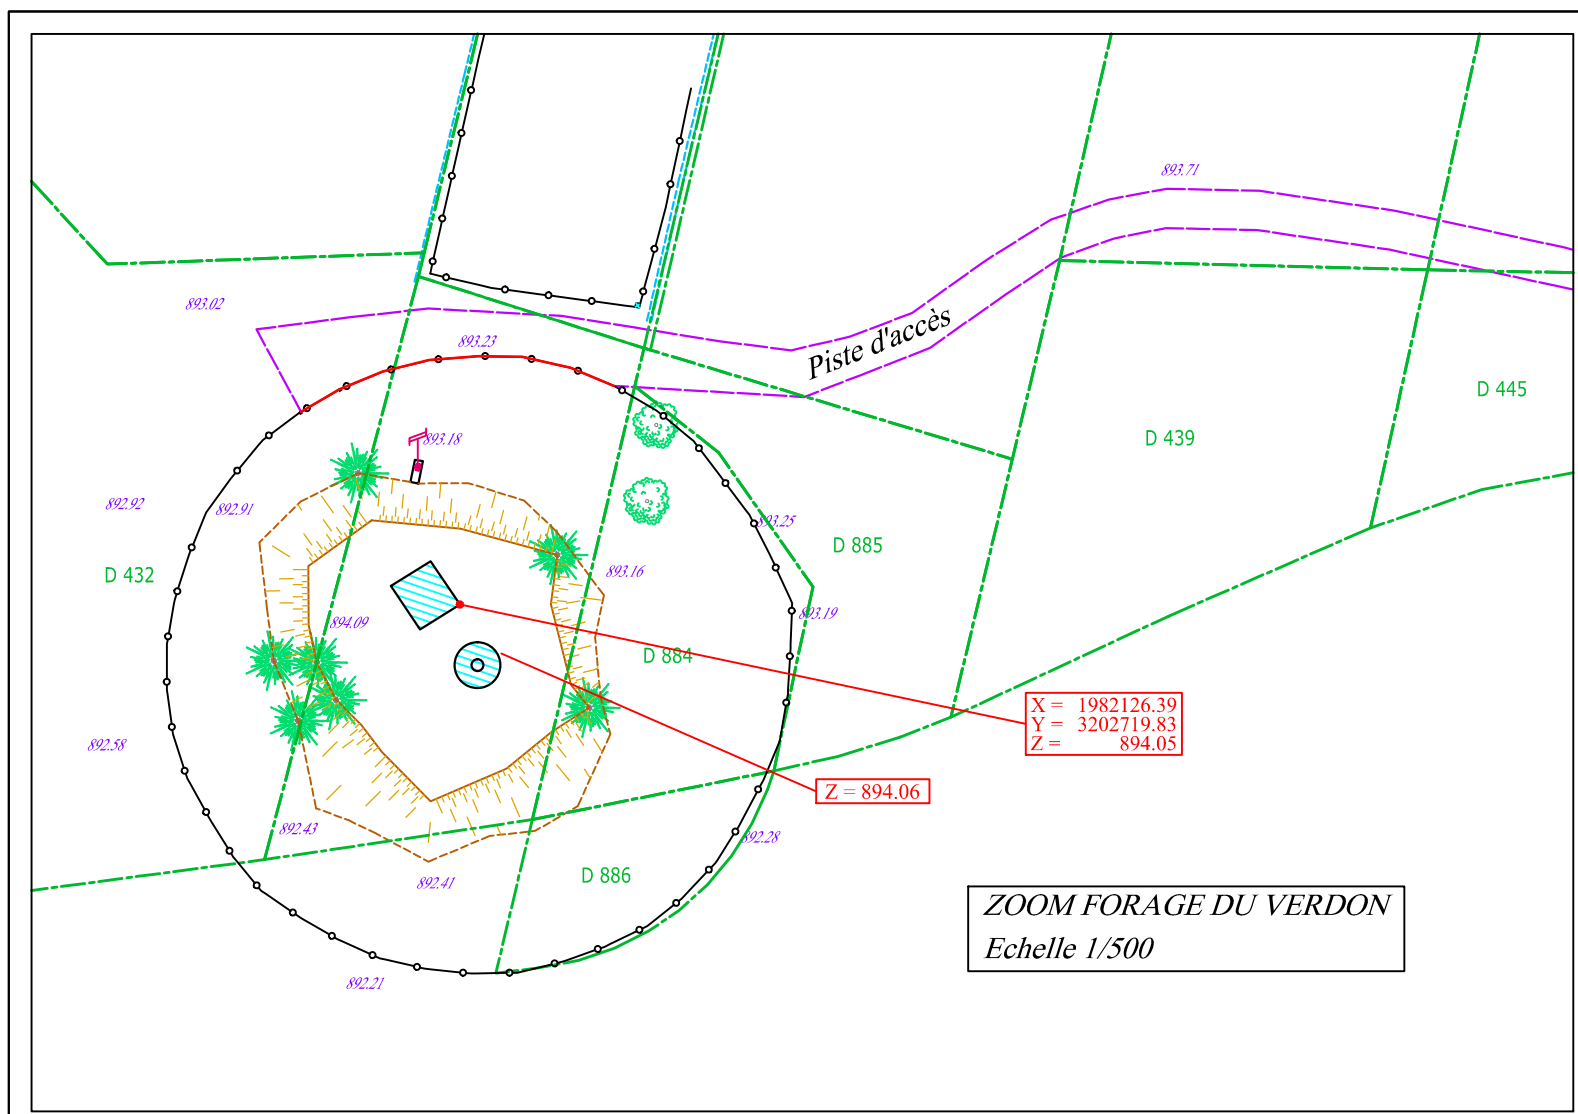 893.71
893.02
893.23
Piste d'accès
D 445
D 439
893.18
892.92
892.91
893.25
D 885
D 432
893.16
894.09
893.19
D 884
X = 1982126.39
Y = 3202719.83
Z = 894.05
892.58
Z = 894.06
892.43
892.28
892.41
D 886
ZOOM FORAGE DU VERDON
Echelle 1/500
892.21